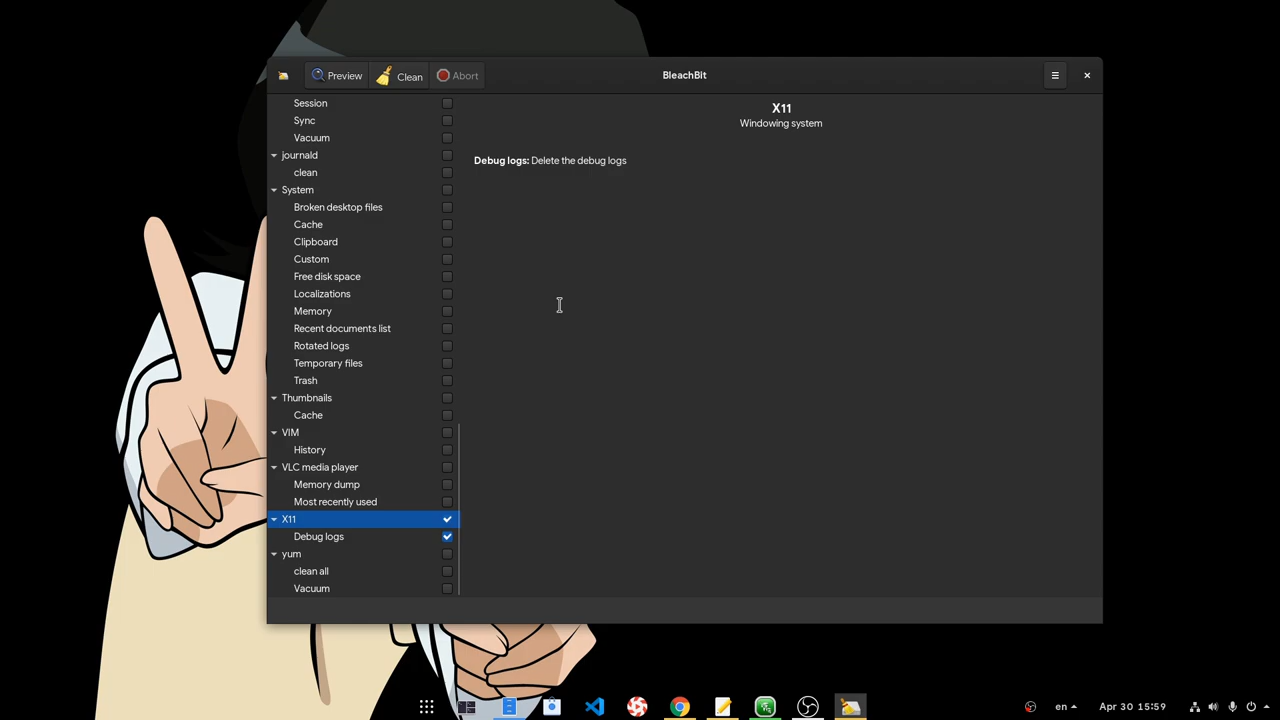 Preview Clean Abort BleachBit
Session
Sync
Vacuum
journald
clean
System
Broken desktop files
Cache
Clipboard
Custom
Free disk space
Localizations
Memory
Recent documents list
Rotated logs
Temporary files
Trash
Thumbnails
Cache
VIM
History
VLC media player
Memory dump
Most recently used
X11
Debug logs
yum
clean all
Vacuum
X11
Windowing system
Debug logs: Delete the debug logs
en Apr 30 15:59